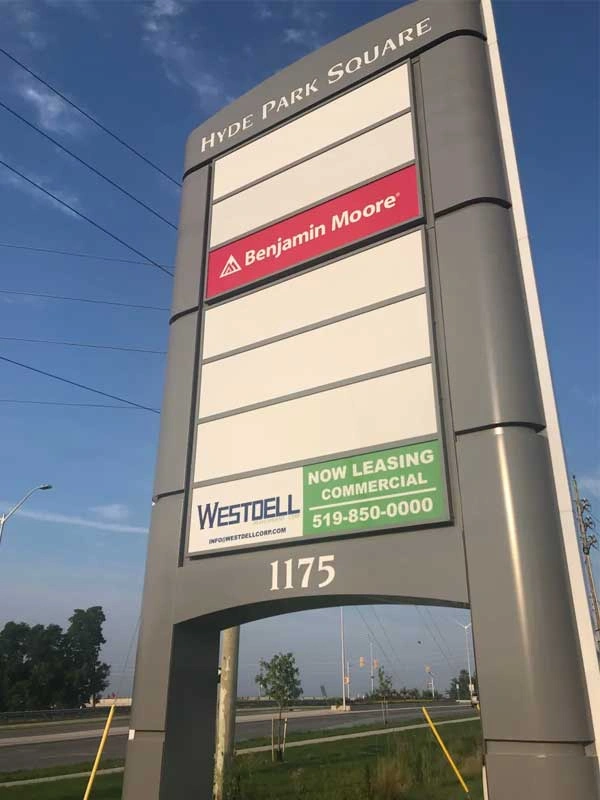 HYDE PARK SQUARE
Benjamin Moore®
WESTDELL
INFO@WESTDELLCORP.COM
NOW LEASING
COMMERCIAL
519-850-0000
1175